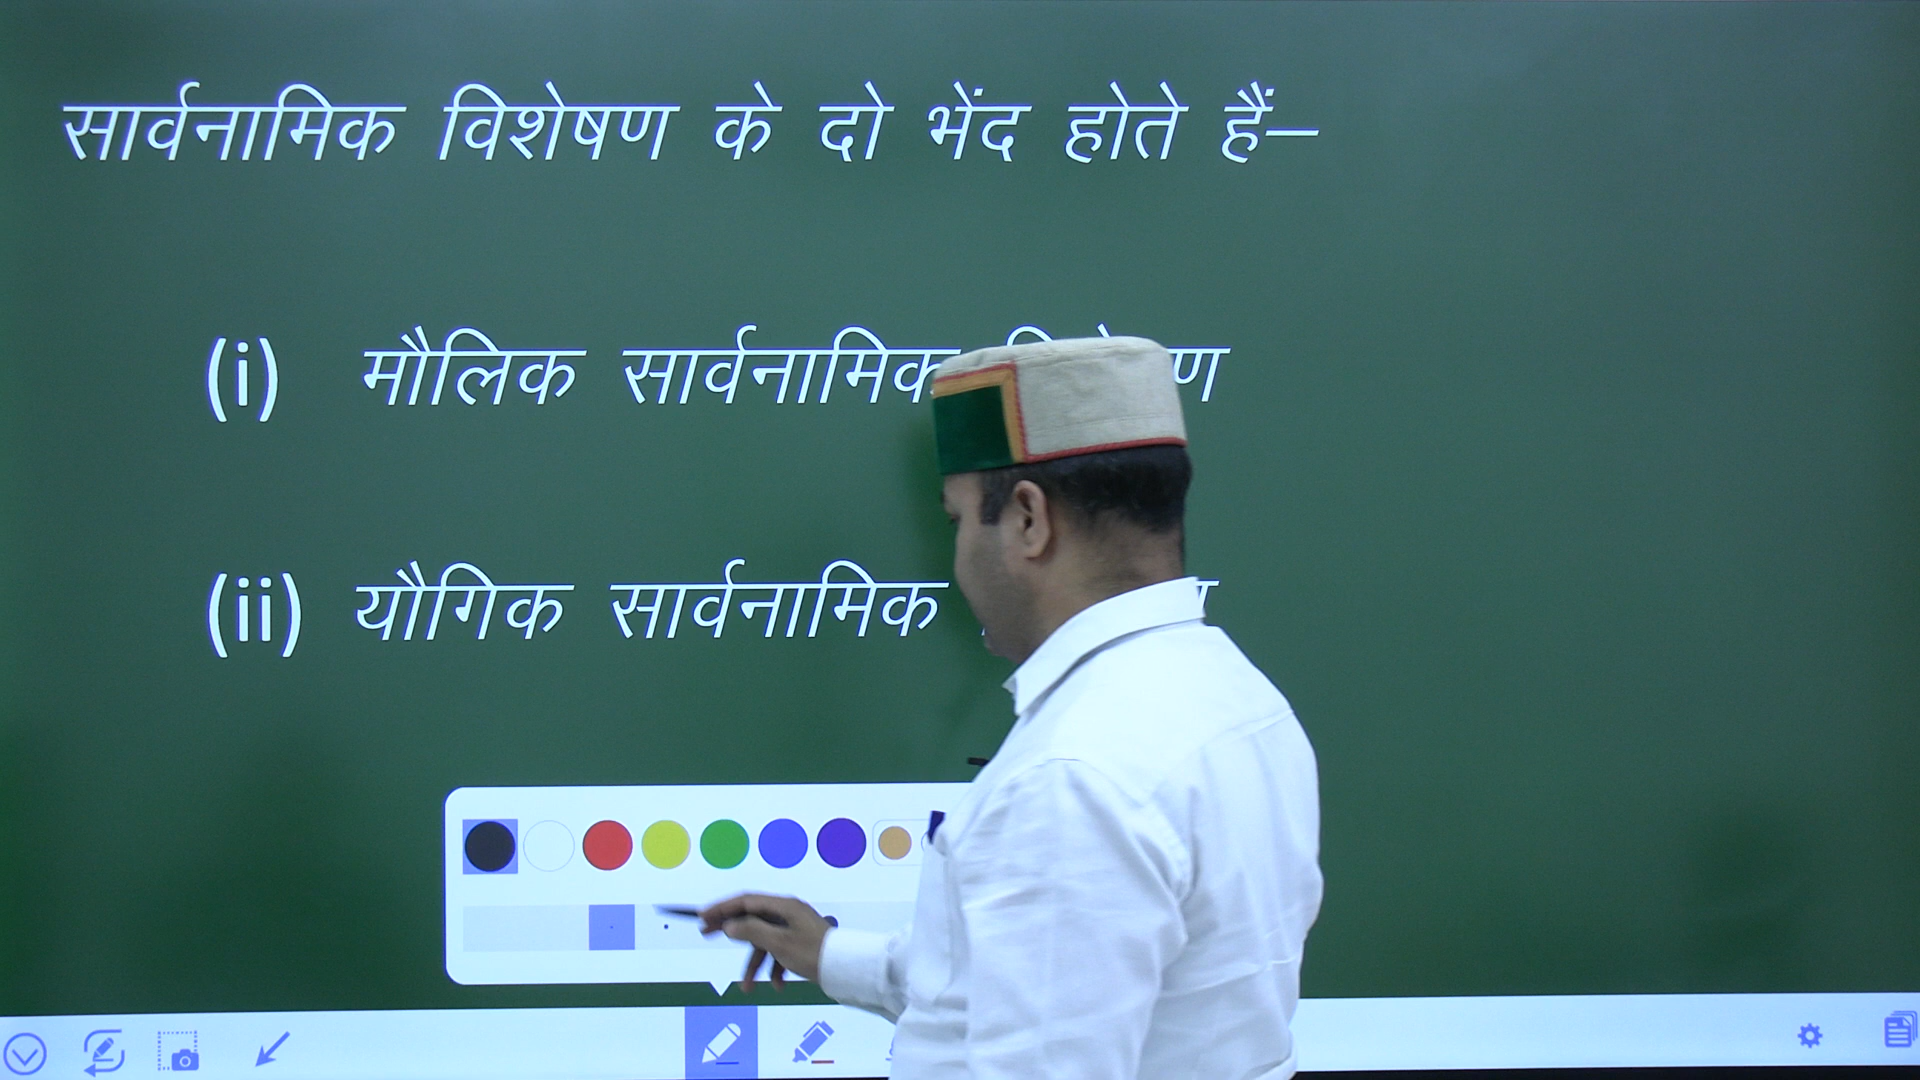 सार्वनामिक विशेषण के दो भेंद होते हैं–
(i) मौलिक सार्वनामिक
(ii) यौगिक सार्वनामिक